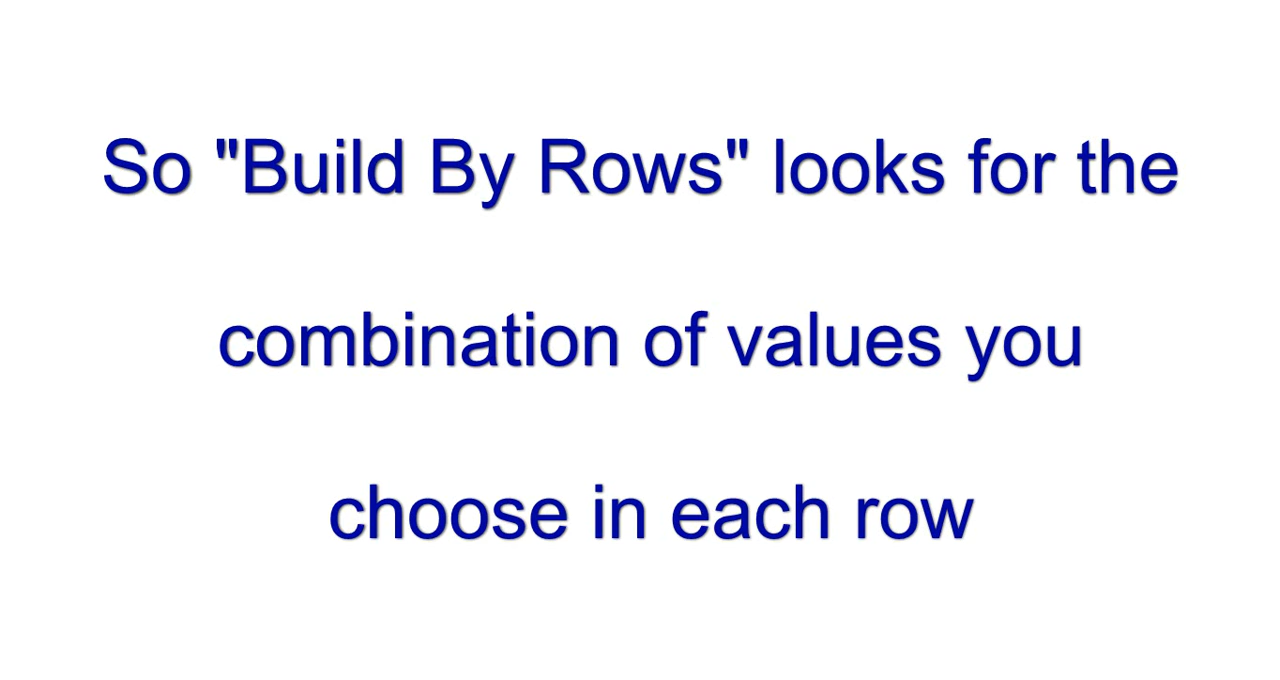 So "Build By Rows" looks for the
combination of values you
choose in each row